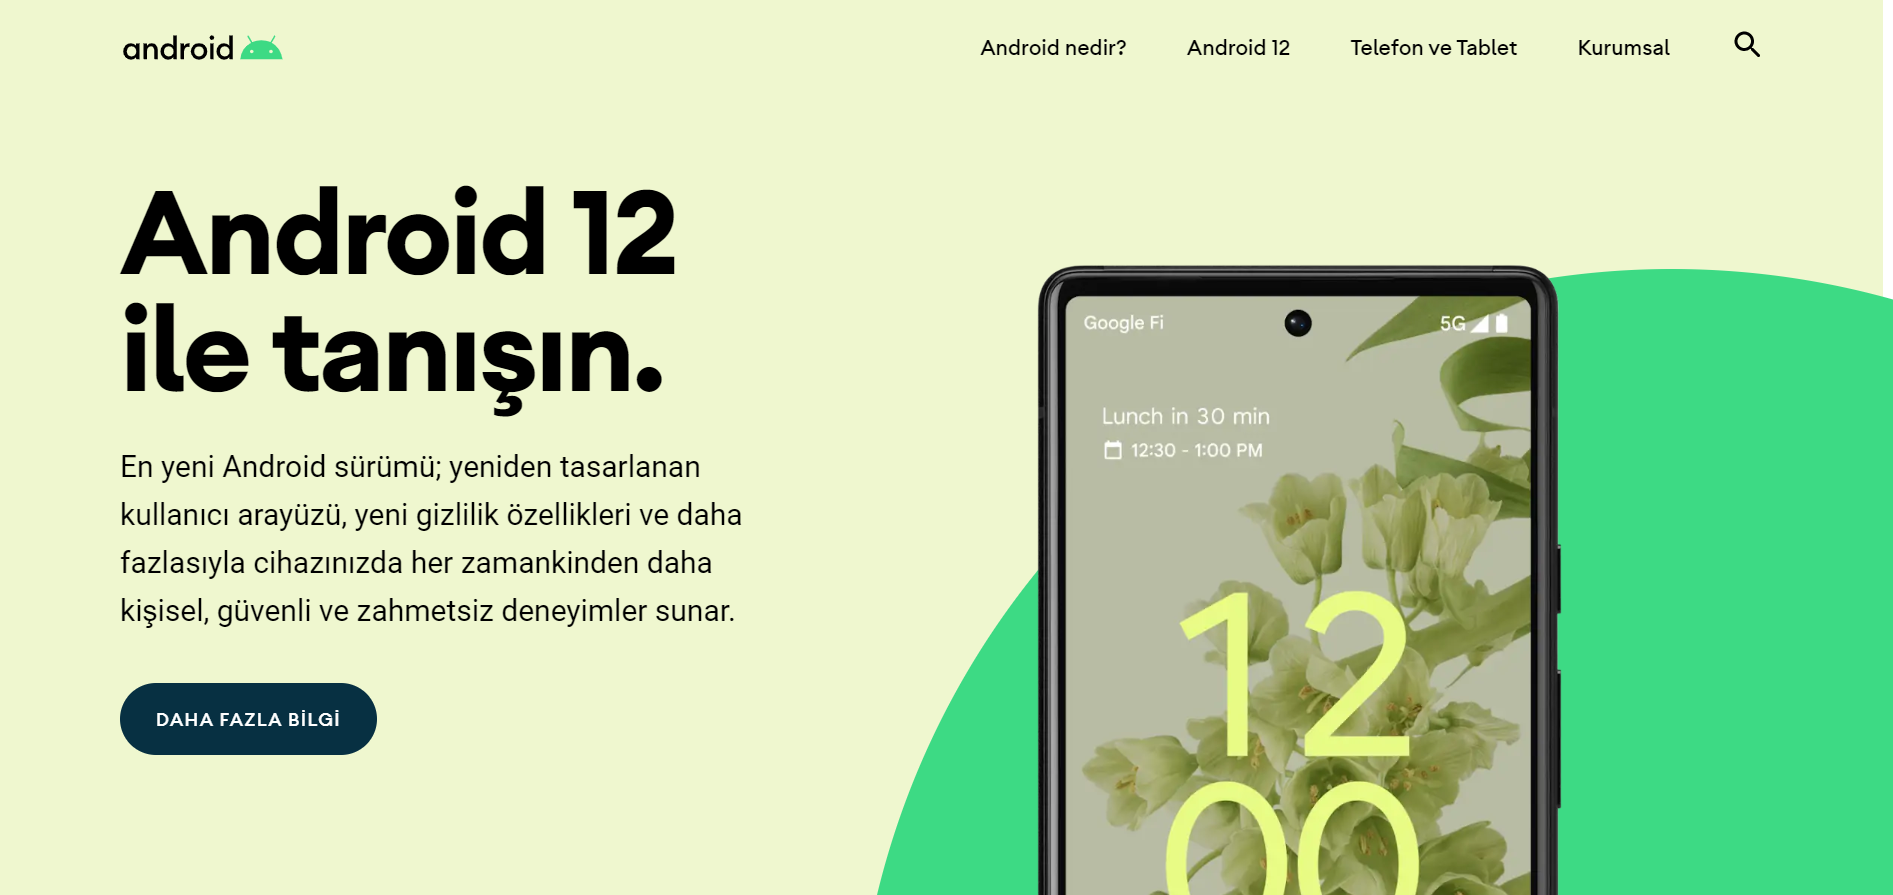 android
Android nedir?
Android 12
Telefon ve Tablet
Kurumsal
Android 12
ile tanışın.
En yeni Android sürümü; yeniden tasarlanan
kullanıcı arayüzü, yeni gizlilik özellikleri ve daha
fazlasıyla cihazınızda her zamankinden daha
kişisel, güvenli ve zahmetsiz deneyimler sunar.
DAHA FAZLA BİLGİ
Google Fi
5G
Lunch in 30 min
12:30 - 1:00 PM
12
00